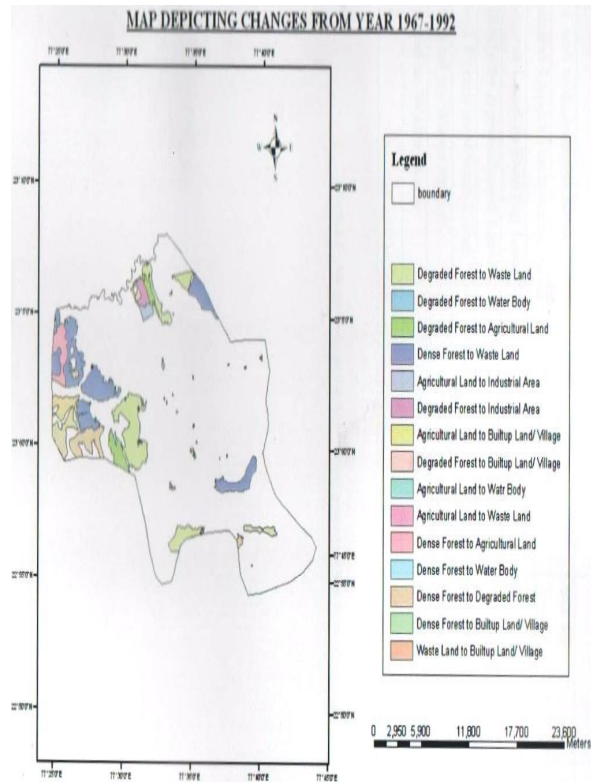 MAP DEPICTING CHANGES FROM YEAR 1967-1992
N
W E
S
Legend
boundary
Degraded Forest to Waste Land
Degraded Forest to Water Body
Degraded Forest to Agricultural Land
Dense Forest to Waste Land
Agricultural Land to Industrial Area
Degraded Forest to Industrial Area
Agricultural Land to Builtup Land/ Village
Degraded Forest to Builtup Land/ Village
Agricultural Land to Watr Body
Agricultural Land to Waste Land
Dense Forest to Agricultural Land
Dense Forest to Water Body
Dense Forest to Degraded Forest
Dense Forest to Builtup Land/ Village
Waste Land to Builtup Land/ Village
0 2,950 5,900 11,800 17,700 23,600
Meters